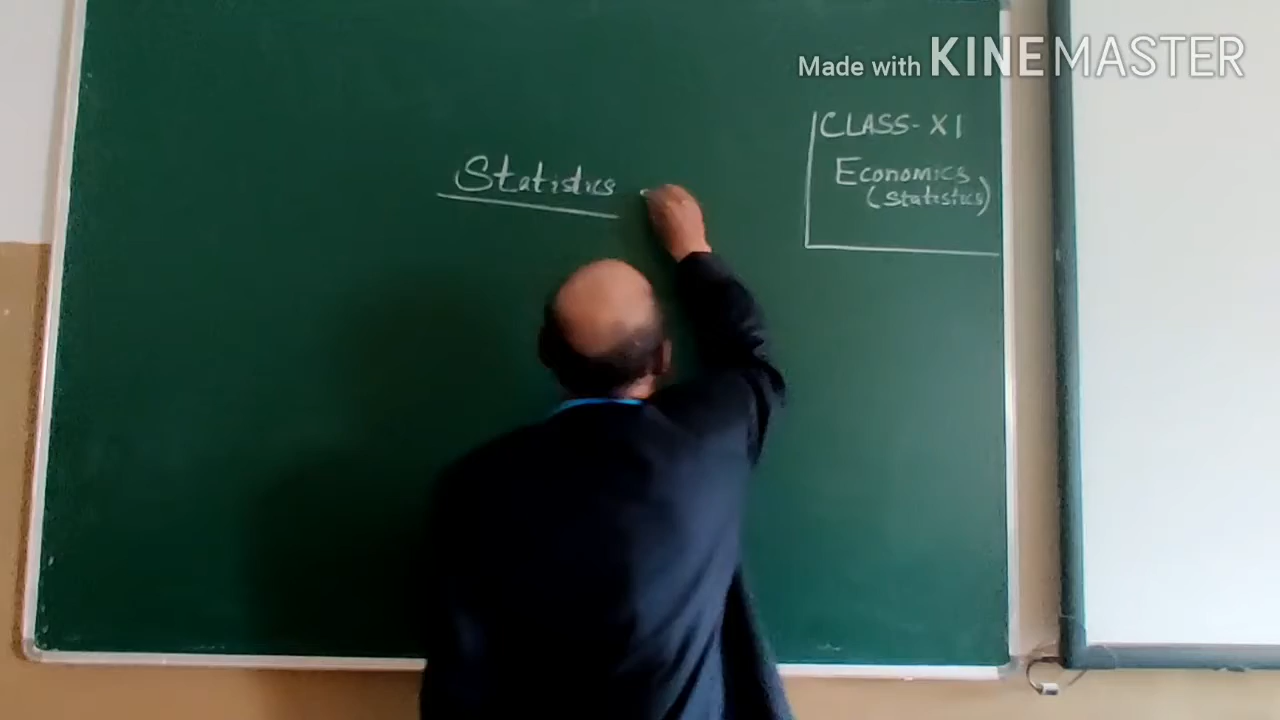 Made with KINEMASTER
CLASS-XI
Economics
(Statistics)
Statistics